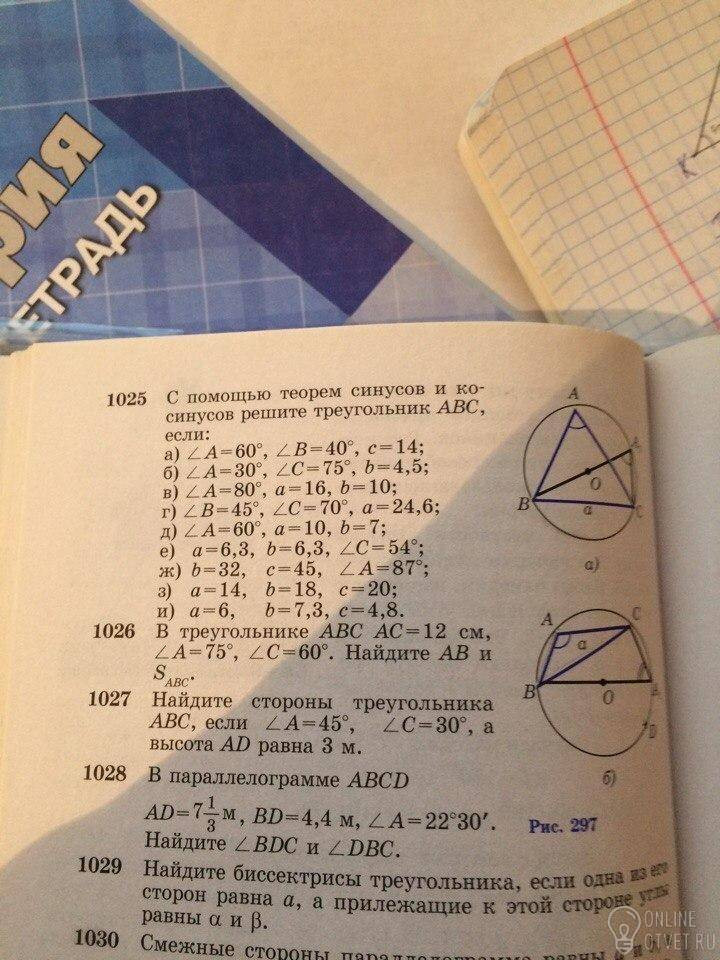 рия
ЕТРАДЬ
K
1025 С помощью теорем синусов и ко-
синусов решите треугольник ABC,
если:
а) ∠A=60°, ∠B=40°, c=14;
б) ∠A=30°, ∠C=75°, b=4,5;
в) ∠A=80°, a=16, b=10;
г) ∠B=45°, ∠C=70°, a=24,6;
д) ∠A=60°, a=10, b=7;
е) a=6,3, b=6,3, ∠C=54°;
ж) b=32, c=45, ∠A=87°;
з) a=14, b=18, c=20;
и) a=6, b=7,3, c=4,8.
1026 В треугольнике ABC AC=12 см,
∠A=75°, ∠C=60°. Найдите AB и
S_ABC.
1027 Найдите стороны треугольника
ABC, если ∠A=45°, ∠C=30°, а
высота AD равна 3 м.
1028 В параллелограмме ABCD
AD=7 1/3 м, BD=4,4 м, ∠A=22°30′.
Найдите ∠BDC и ∠DBC.
1029 Найдите биссектрисы треугольника, если одна из его
сторон равна a, а прилежащие к этой стороне углы
равны α и β.
1030 Смежные стороны параллелограмма равны
A
A
O
B
a
C
а)
A
C
a
B
O
A
D
б)
Рис. 297
ONLINE
OTVET.RU